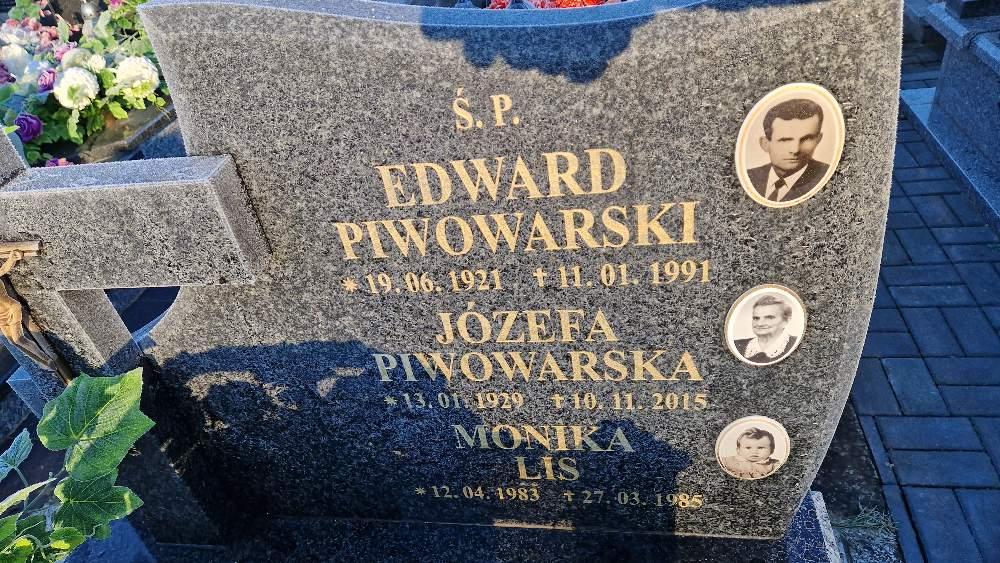 Ś. P.
EDWARD
PIWOWARSKI
* 19. 06. 1921 ✝ 11. 01. 1991
JÓZEFA
PIWOWARSKA
* 13. 01. 1929 ✝ 10. 11. 2015
MONIKA
LIS
* 12. 04. 1983 ✝ 27. 03. 1985